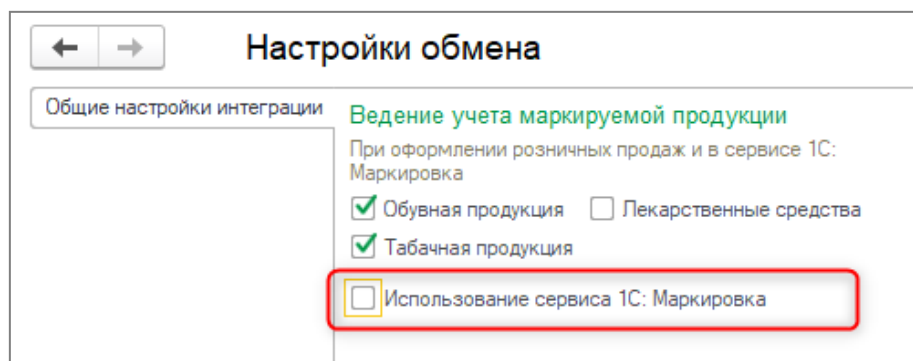 Настройки обмена
Общие настройки интеграции
Ведение учета маркируемой продукции
При оформлении розничных продаж и в сервисе 1С:
Маркировка
Обувная продукция
Лекарственные средства
Табачная продукция
Использование сервиса 1С: Маркировка